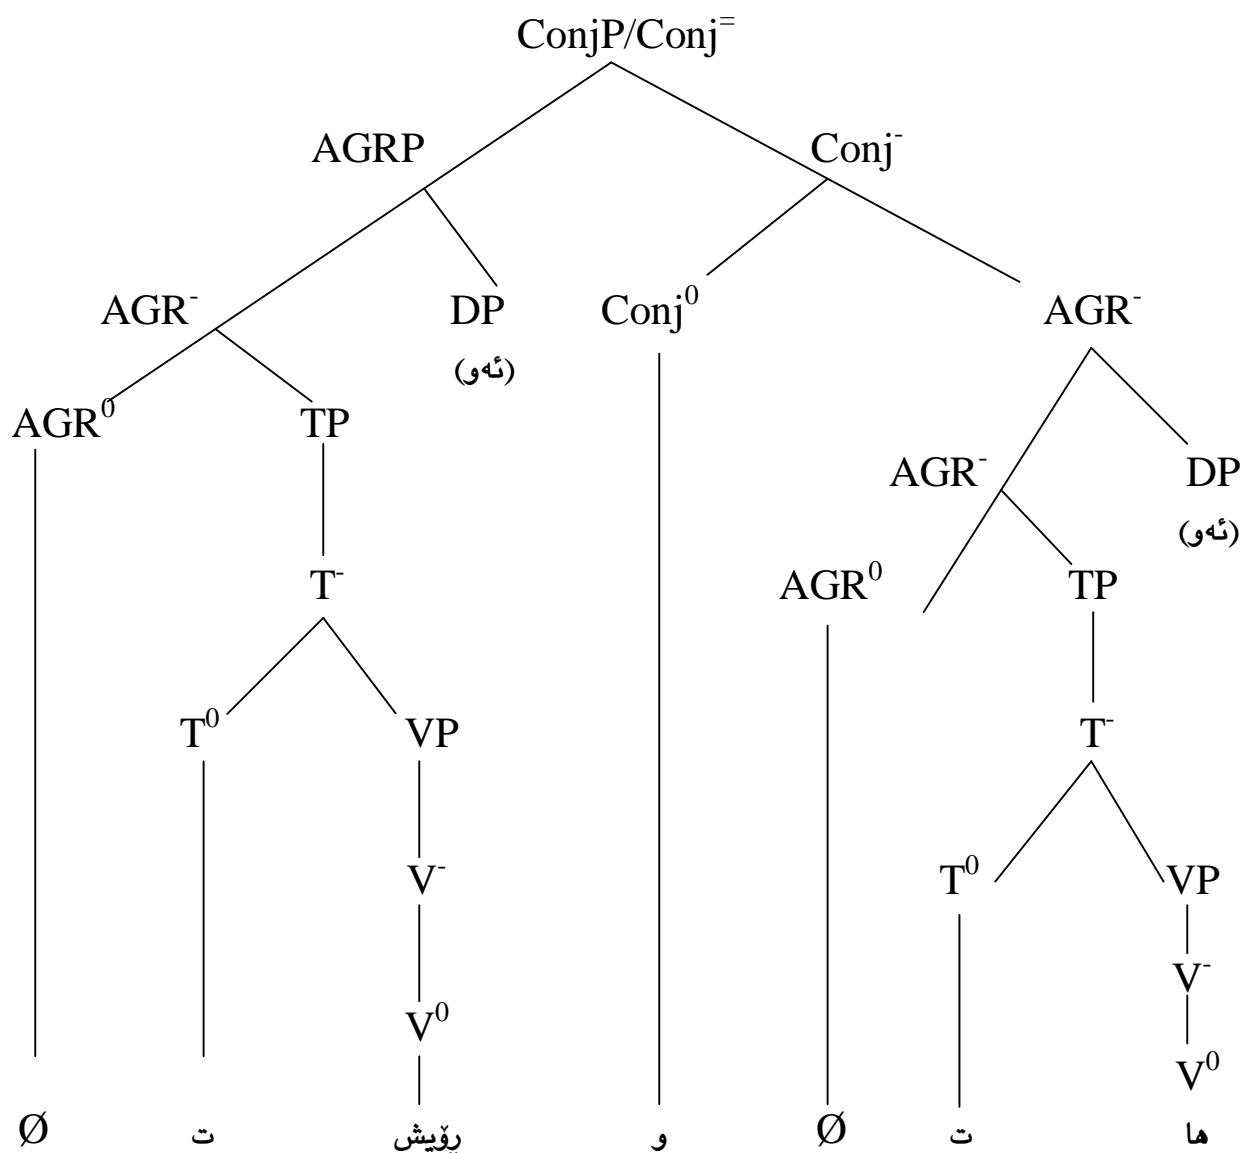 ConjP/Conj⁼
AGRP Conj⁻
AGR⁻ DP Conj⁰ AGR⁻
(ئەو)
AGR⁰ TP AGR⁻ DP
(ئەو)
T⁻ AGR⁰ TP
T⁰ VP T⁻
V⁻ T⁰ VP
V⁻
V⁰ V⁰
Ø ت ڕۆیش و Ø ت ها